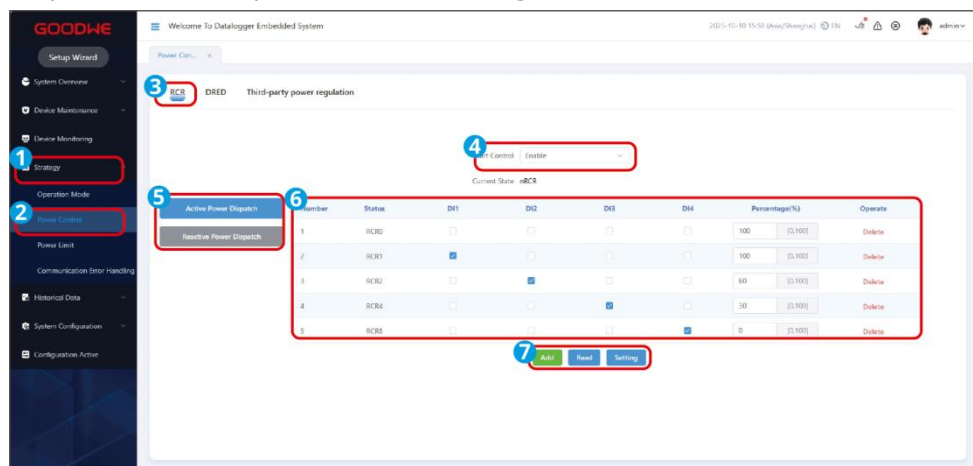 GOODWE
Welcome To Datalogger Embedded System
2025-10-10 15:58 (Asia/Shanghai) EN admin
Setup Wizard
Power Con... ×
System Overview
3
RCR DRED Third-party power regulation
Device Maintenance
Device Monitoring
4
Control Enable
1
Strategy
Current State nRCR
Operation Mode
5
6
Active Power Dispatch
Number Status DI1 DI2 DI3 DI4 Percentage(%) Operate
2
Power Control
Reactive Power Dispatch
1 RCR0 100 [0,100] Delete
Power Limit
2 RCR1 100 [0,100] Delete
Communication Error Handling
3 RCR2 60 [0,100] Delete
Historical Data
4 RCR4 30 [0,100] Delete
System Configuration
5 RCR8 0 [0,100] Delete
Configuration Active
7
Add Read Setting